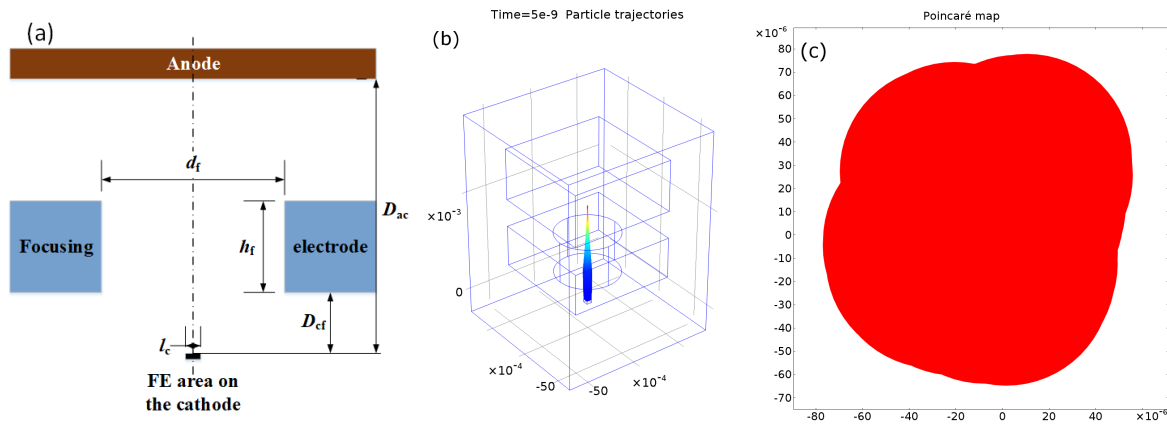 (a)
Anode
d_f
D_ac
Focusing
h_f
electrode
D_cf
l_c
FE area on
the cathode
Time=5e-9 Particle trajectories
(b)
×10⁻³
0
×10⁻⁴
-50
-50
×10⁻⁴
Poincaré map
×10⁻⁶
(c)
80
70
60
50
40
30
20
10
0
-10
-20
-30
-40
-50
-60
-70
-80 -60 -40 -20 0 20 40 ×10⁻⁶